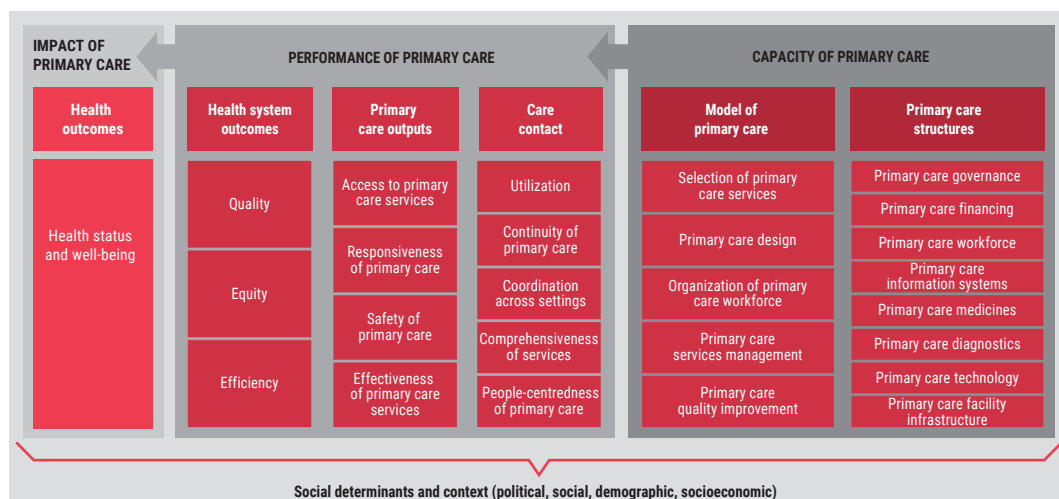 IMPACT OF
PRIMARY CARE
PERFORMANCE OF PRIMARY CARE
CAPACITY OF PRIMARY CARE
Health
outcomes
Health system
outcomes
Primary
care outputs
Care
contact
Model of
primary care
Primary care
structures
Health status
and well-being
Quality
Equity
Efficiency
Access to primary
care services
Responsiveness
of primary care
Safety of
primary care
Effectiveness
of primary care
services
Utilization
Continuity of
primary care
Coordination
across settings
Comprehensiveness
of services
People-centredness
of primary care
Selection of primary
care services
Primary care design
Organization of primary
care workforce
Primary care
services management
Primary care
quality improvement
Primary care governance
Primary care financing
Primary care workforce
Primary care
information systems
Primary care medicines
Primary care diagnostics
Primary care technology
Primary care facility
infrastructure
Social determinants and context (political, social, demographic, socioeconomic)